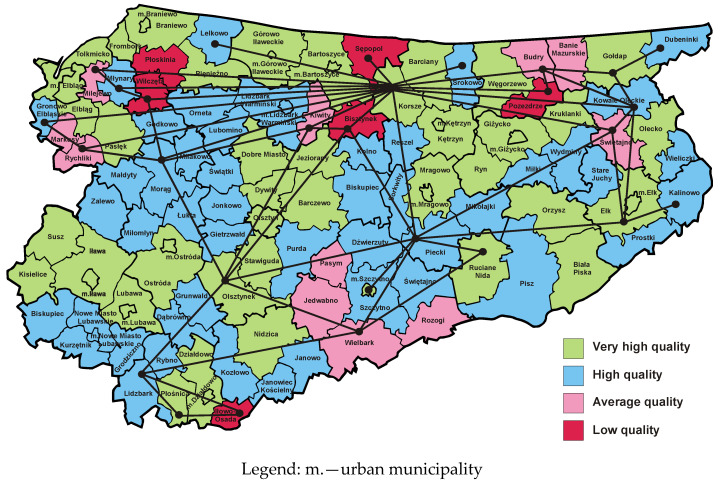 m.Braniewo
Braniewo
Lelkowo
Górowo
Iławeckie
Bartoszyce
Sępopol
Barciany
Budry
Banie
Mazurskie
Gołdap
Dubeninki
Frombork
Tolkmicko
Płoskinia
Pieniężno
m.Górowo
Iławeckie
m.Bartoszyce
Srokowo
Węgorzewo
Pozezdrze
Kowale Oleckie
Kruklanki
m. Elbląg
Młynary
Wilczęta
Milejewo
Gronowo
Elbląskie
Elbląg
Godkowo
Orneta
Lidzbark
Warmiński
m.Lidzbark
Warmiński
Kiwity
Bisztynek
Korsze
m.Kętrzyn
Kętrzyn
Giżycko
m.Giżycko
Świętajno
Olecko
Markusy
Rychliki
Pasłęk
Lubomino
Miłakowo
Dobre Miasto
Jeziorany
Kolno
Reszel
Wydminy
Wieliczki
Małdyty
Morąg
Świątki
Dywity
Biskupiec
Mrągowo
Ryn
Miłki
Stare
Juchy
Kalinowo
Zalewo
Łukta
Jonkowo
Olsztyn
Barczewo
Sorkwity
m.Mrągowo
Mikołajki
Orzysz
Ełk
m.Ełk
Miłomłyn
Gietrzwałd
Purda
Dźwierzuty
Piecki
Prostki
Susz
Iława
m.Ostróda
Stawiguda
Pasym
Ruciane
Nida
Biała
Piska
Kisielice
m.Iława
Lubawa
Ostróda
Grunwald
Olsztynek
Jedwabno
m.Szczytno
Szczytno
Świętajno
Pisz
Biskupiec
Nowe Miasto
Lubawskie
m.Lubawa
Dąbrówno
m.Nowe Miasto
Lubawskie
Kurzętnik
Grodziczno
Rybno
Działdowo
Nidzica
Wielbark
Rozogi
Kozłowo
Janowo
Janowiec
Kościelny
Lidzbark
Płośnica
m.Działdowo
Iłowo
Osada
Very high quality
High quality
Average quality
Low quality
Legend: m.—urban municipality